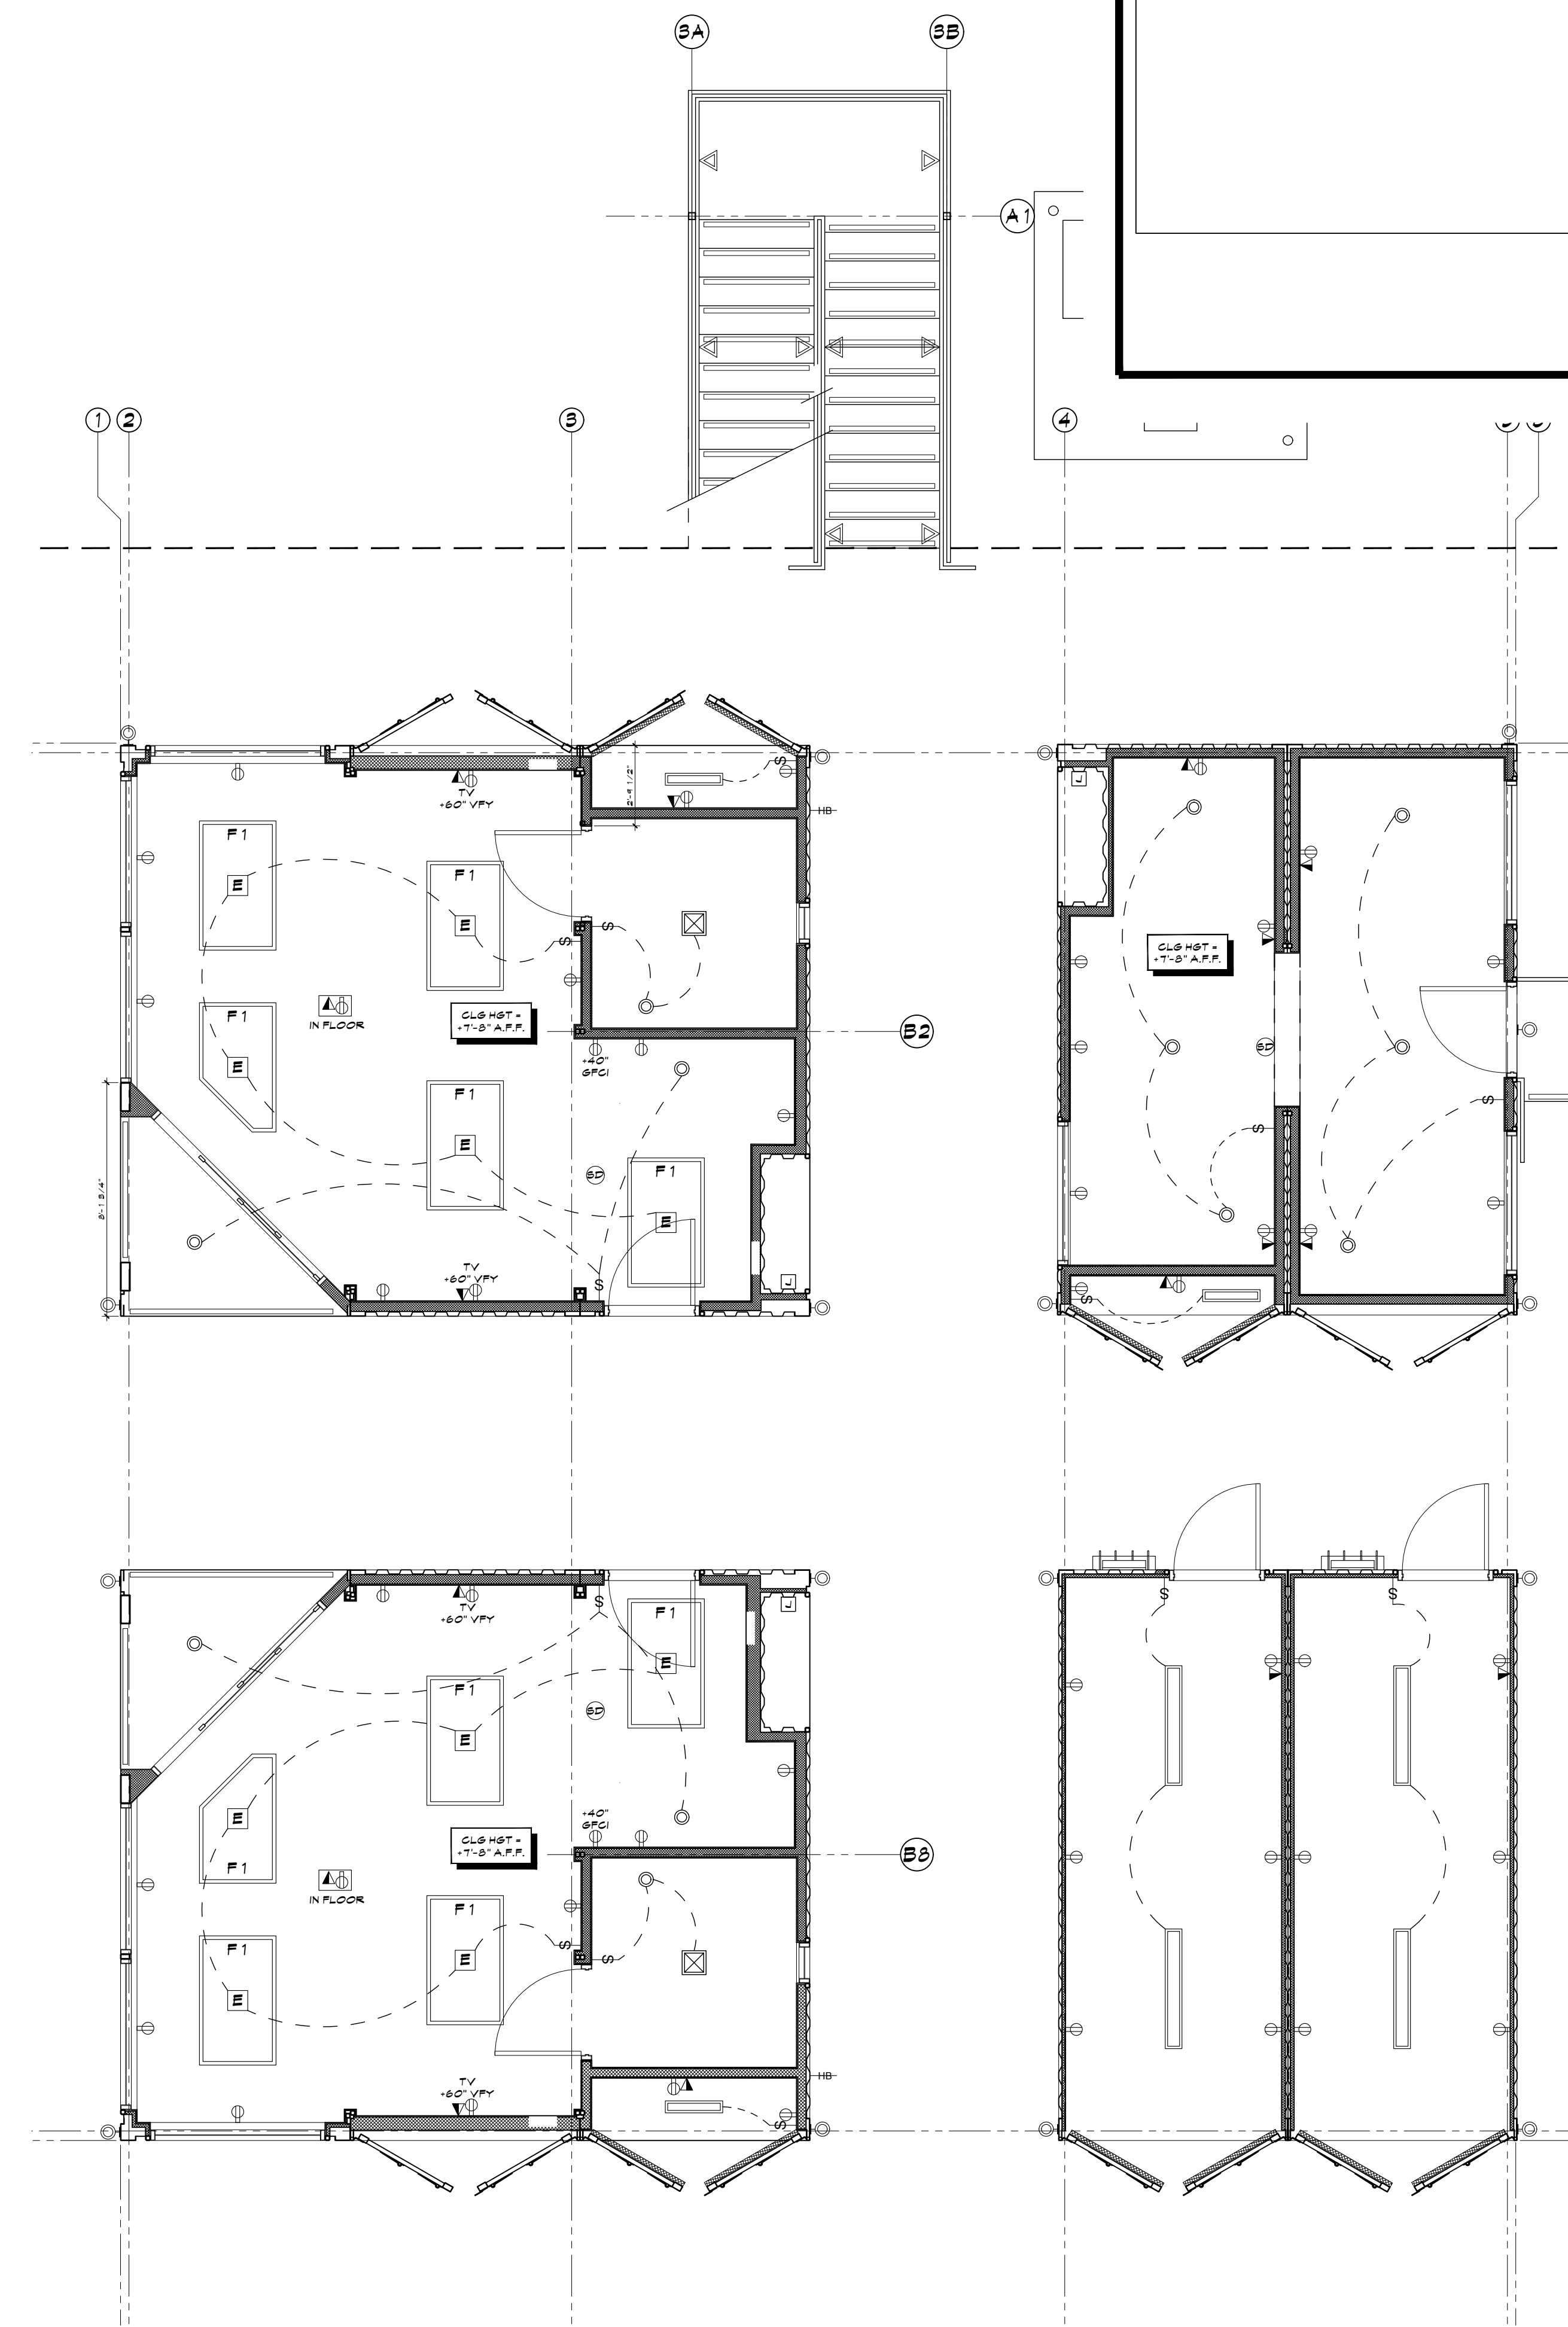 3A
3B
A1
1
2
3
4
S
2'-9 1/2"
TV
+60" VFY
HB
L
F1
E
F1
E
S
S
CLG HGT =
+7'-8" A.F.F.
F1
E
IN FLOOR
CLG HGT =
+7'-8" A.F.F.
B2
SD
+40"
GFCI
F1
E
S
S
8'-1 3/4"
SD
F1
E
TV
+60" VFY
S
L
S
S
S
TV
+60" VFY
S
F1
E
L
F1
E
SD
E
F1
+40"
GFCI
CLG HGT =
+7'-8" A.F.F.
B8
IN FLOOR
F1
E
S
S
F1
E
HB
TV
+60" VFY
S